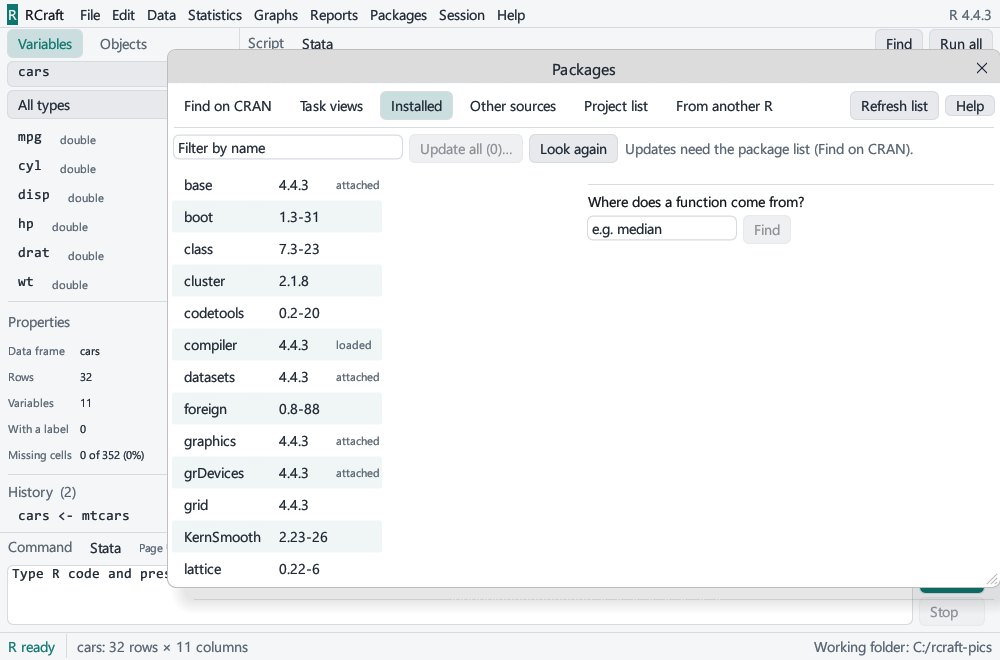 R RCraft File Edit Data Statistics Graphs Reports Packages Session Help R 4.4.3
Variables Objects Script Stata Find Run all
cars
All types
mpg double
cyl double
disp double
hp double
drat double
wt double
Properties
Data frame cars
Rows 32
Variables 11
With a label 0
Missing cells 0 of 352 (0%)
History (2)
cars <- mtcars
Command Stata Page
Type R code and pres
Stop
R ready cars: 32 rows × 11 columns Working folder: C:/rcraft-pics
Packages
Find on CRAN Task views Installed Other sources Project list From another R Refresh list Help
Filter by name Update all (0)... Look again Updates need the package list (Find on CRAN).
base 4.4.3 attached
boot 1.3-31
class 7.3-23
cluster 2.1.8
codetools 0.2-20
compiler 4.4.3 loaded
datasets 4.4.3 attached
foreign 0.8-88
graphics 4.4.3 attached
grDevices 4.4.3 attached
grid 4.4.3
KernSmooth 2.23-26
lattice 0.22-6
Where does a function come from?
e.g. median Find